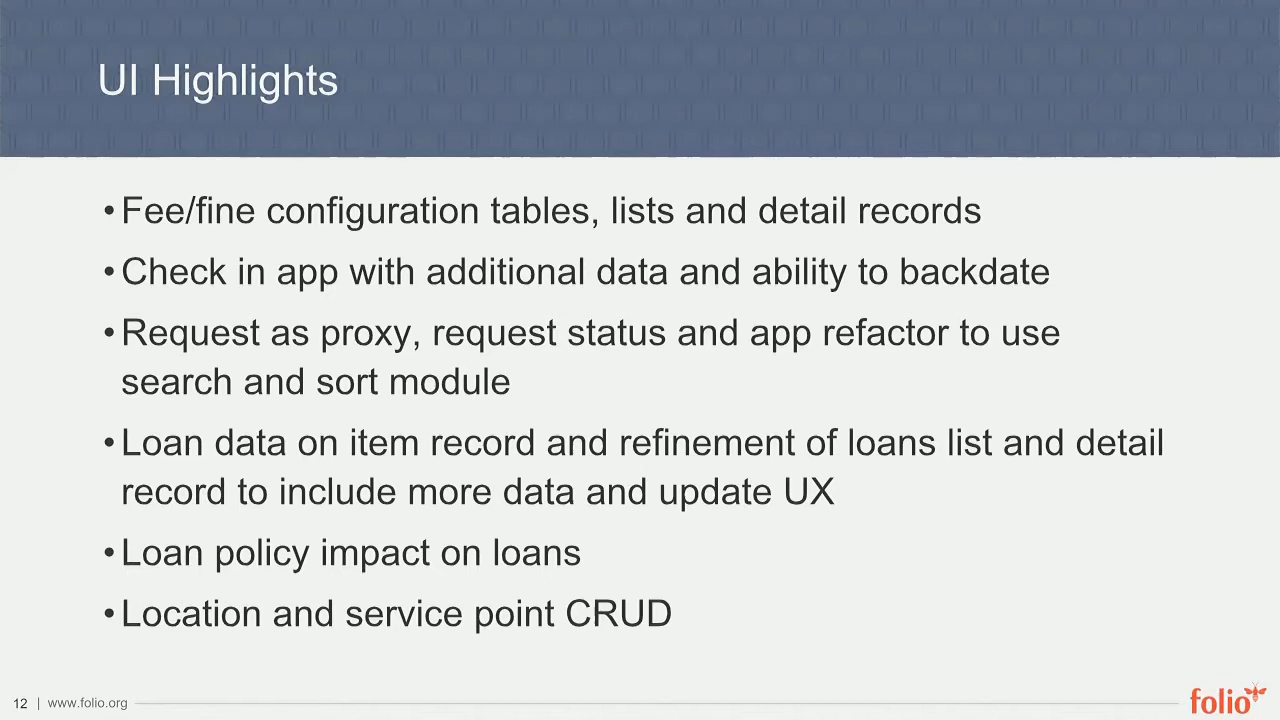 UI Highlights
•Fee/fine configuration tables, lists and detail records
•Check in app with additional data and ability to backdate
•Request as proxy, request status and app refactor to use
search and sort module
•Loan data on item record and refinement of loans list and detail
record to include more data and update UX
•Loan policy impact on loans
•Location and service point CRUD
12 | www.folio.org
folio